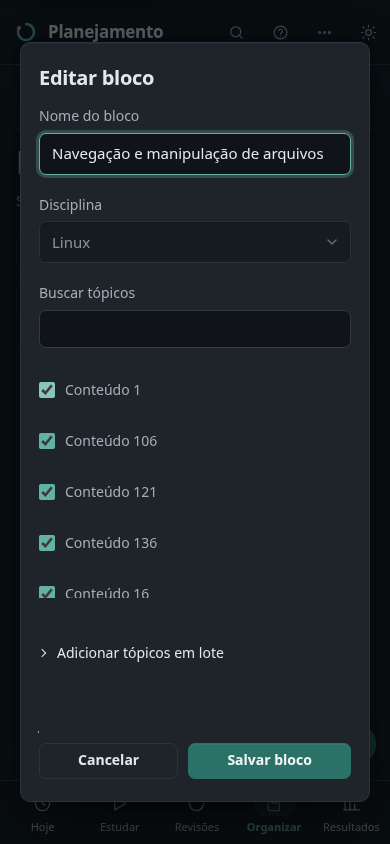 Planejamento
Editar bloco
Nome do bloco
Navegação e manipulação de arquivos
Disciplina
Linux
Buscar tópicos
Conteúdo 1
Conteúdo 106
Conteúdo 121
Conteúdo 136
Conteúdo 16
Adicionar tópicos em lote
Cancelar
Salvar bloco
Hoje
Estudar
Revisões
Organizar
Resultados